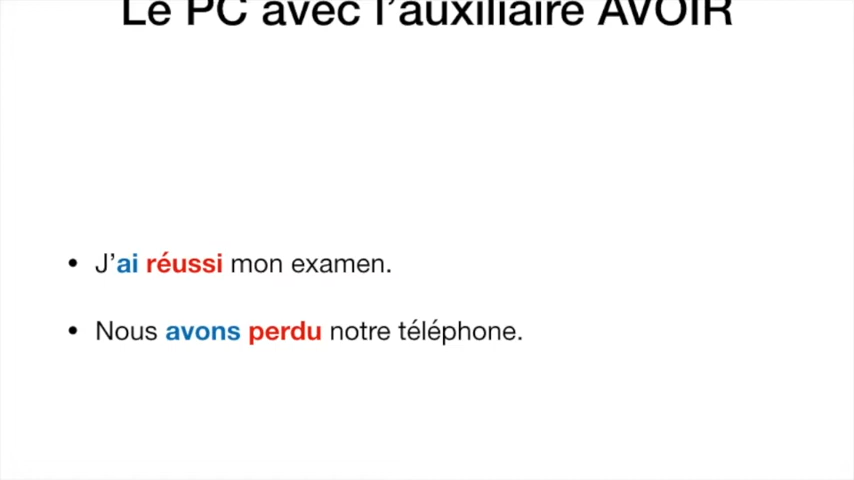 Le PC avec l'auxiliaire AVOIR
• J'ai réussi mon examen.
• Nous avons perdu notre téléphone.